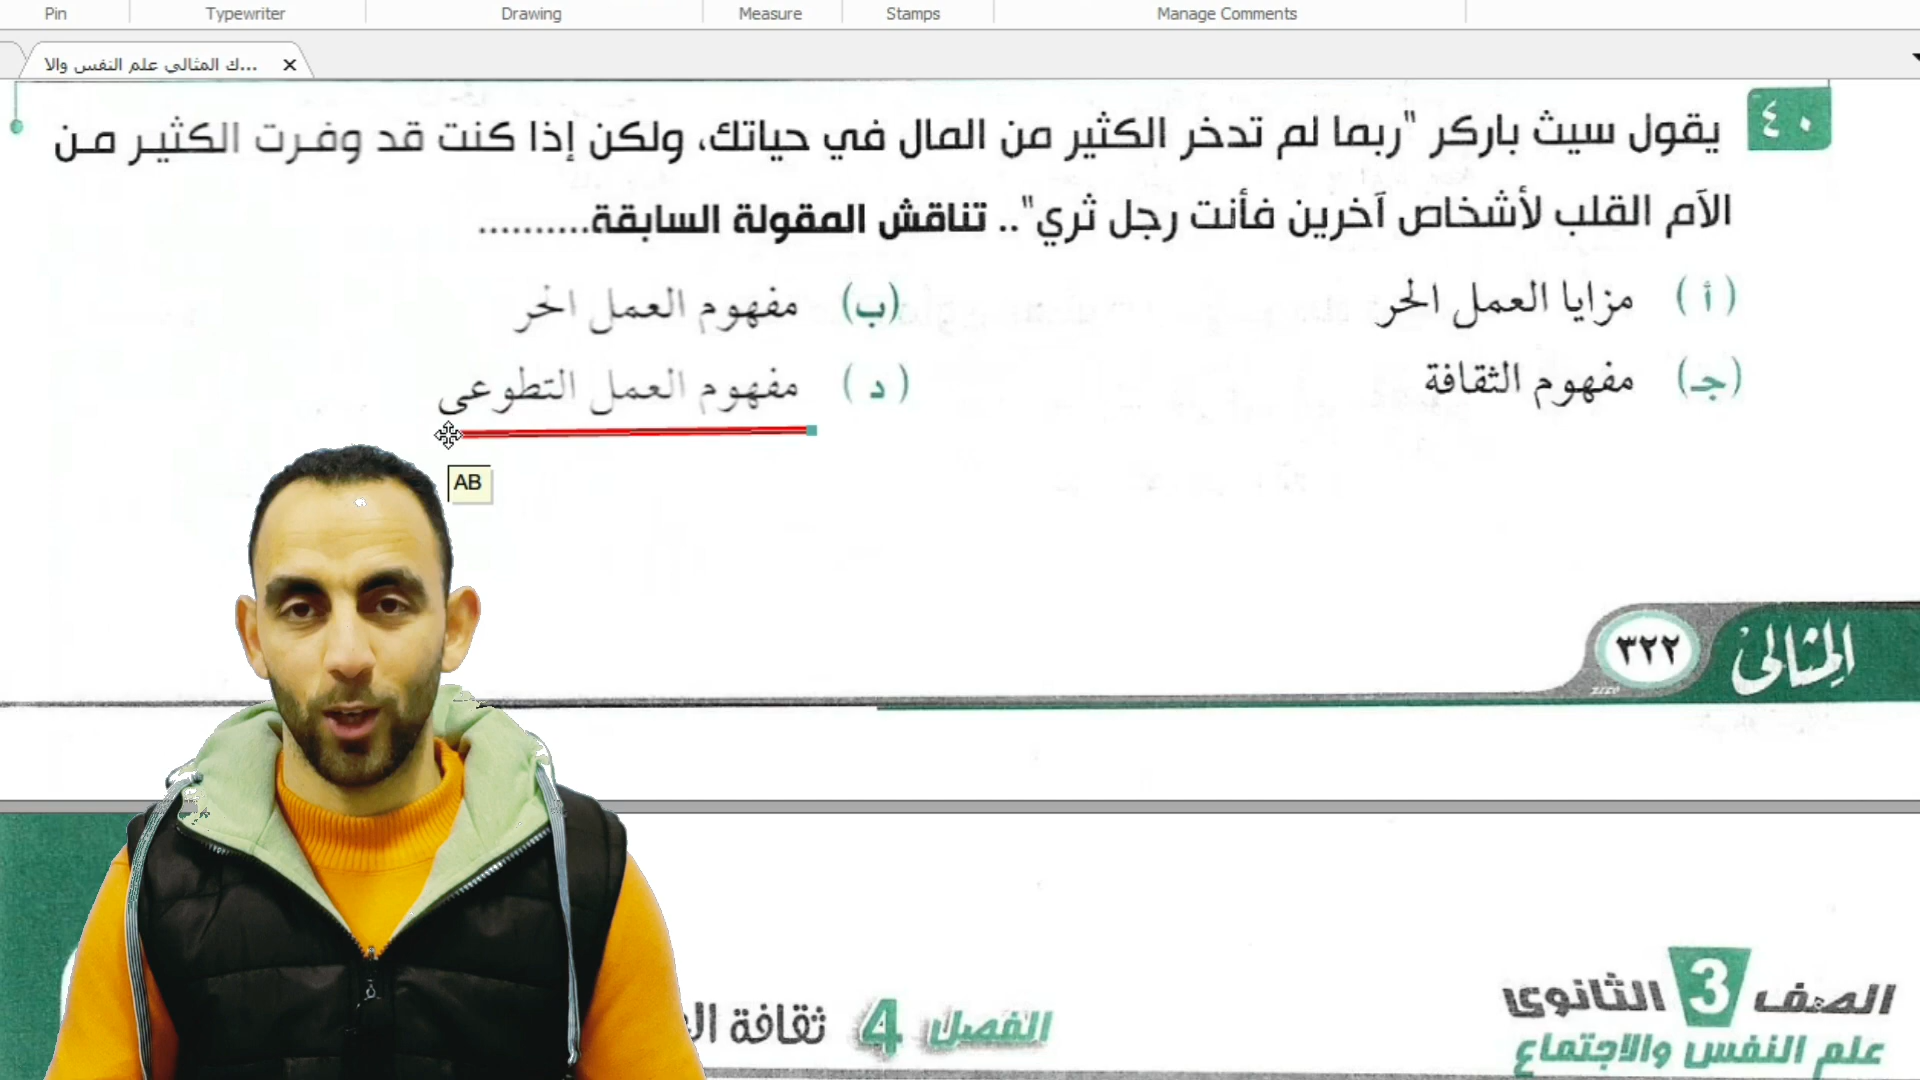 Pin Typewriter Drawing Measure Stamps Manage Comments
ك المثالي علم النفس والا...
٤٠ يقول سيث باركر "ربما لم تدخر الكثير من المال في حياتك، ولكن إذا كنت قد وفرت الكثير من
الآم القلب لأشخاص آخرين فأنت رجل ثري".. تناقش المقولة السابقة..........
(أ) مزايا العمل الحر (ب) مفهوم العمل الحر
(جـ) مفهوم الثقافة (د) مفهوم العمل التطوعى
AB
المثالى ٣٢٢
الصف 3 الثانوى
علم النفس والاجتماع
الفصل 4 ثقافة